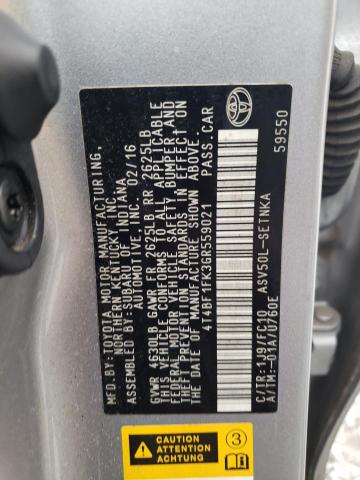 MFD. BY: TOYOTA MOTOR MANUFACTURING,
NORTHERN KENTUCKY, INC.
ASSEMBLED BY: SUBARU OF INDIANA
AUTOMOTIVE, INC. 02/16
GVWR 4630LB GAWR FR 2625LB RR 2625LB
THIS VEHICLE CONFORMS TO ALL APPLICABLE
FEDERAL MOTOR VEHICLE SAFETY, BUMPER, AND
THEFT PREVENTION STANDARDS IN EFFECT ON
THE DATE OF MANUFACTURE SHOWN ABOVE.
4T4BF1FK3GR559021 PASS.CAR
C/TR:1J9/FC10 ASV50L-SETNKA
A/TM:-01A/U760E 59550
TOYOTA
CAUTION
ATTENTION
ACHTUNG
3